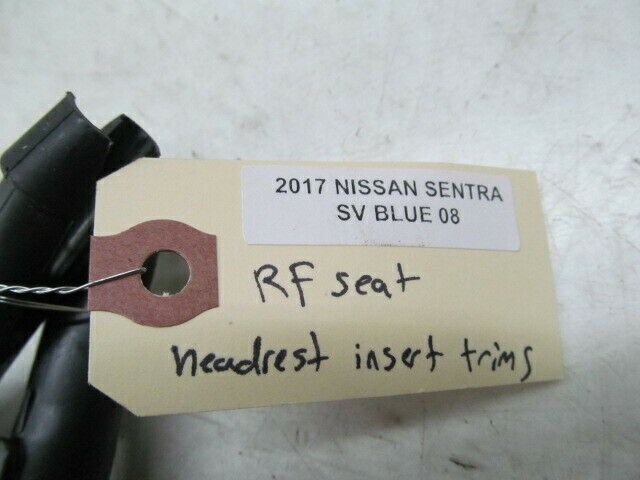 2017 NISSAN SENTRA
SV BLUE 08
RF seat
headrest insert trims